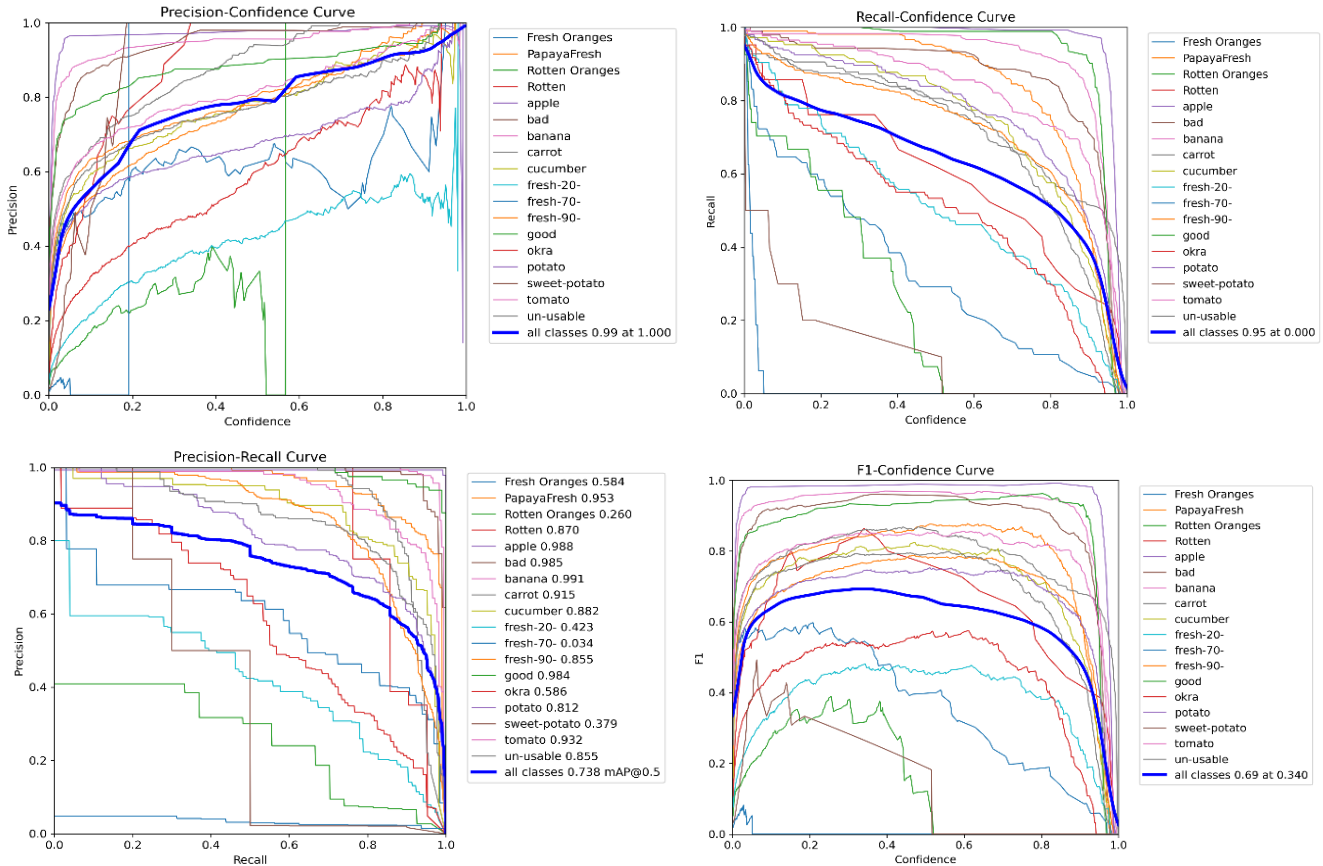 Precision-Confidence Curve
1.0
0.8
0.6
0.4
0.2
0.0
0.0 0.2 0.4 0.6 0.8 1.0
Precision
Confidence
Fresh Oranges
PapayaFresh
Rotten Oranges
Rotten
apple
bad
banana
carrot
cucumber
fresh-20-
fresh-70-
fresh-90-
good
okra
potato
sweet-potato
tomato
un-usable
all classes 0.99 at 1.000
Recall-Confidence Curve
1.0
0.8
0.6
0.4
0.2
0.0
0.0 0.2 0.4 0.6 0.8 1.0
Recall
Confidence
Fresh Oranges
PapayaFresh
Rotten Oranges
Rotten
apple
bad
banana
carrot
cucumber
fresh-20-
fresh-70-
fresh-90-
good
okra
potato
sweet-potato
tomato
un-usable
all classes 0.95 at 0.000
Precision-Recall Curve
1.0
0.8
0.6
0.4
0.2
0.0
0.0 0.2 0.4 0.6 0.8 1.0
Precision
Recall
Fresh Oranges 0.584
PapayaFresh 0.953
Rotten Oranges 0.260
Rotten 0.870
apple 0.988
bad 0.985
banana 0.991
carrot 0.915
cucumber 0.882
fresh-20- 0.423
fresh-70- 0.034
fresh-90- 0.855
good 0.984
okra 0.586
potato 0.812
sweet-potato 0.379
tomato 0.932
un-usable 0.855
all classes 0.738 mAP@0.5
F1-Confidence Curve
1.0
0.8
0.6
0.4
0.2
0.0
0.0 0.2 0.4 0.6 0.8 1.0
F1
Confidence
Fresh Oranges
PapayaFresh
Rotten Oranges
Rotten
apple
bad
banana
carrot
cucumber
fresh-20-
fresh-70-
fresh-90-
good
okra
potato
sweet-potato
tomato
un-usable
all classes 0.69 at 0.340